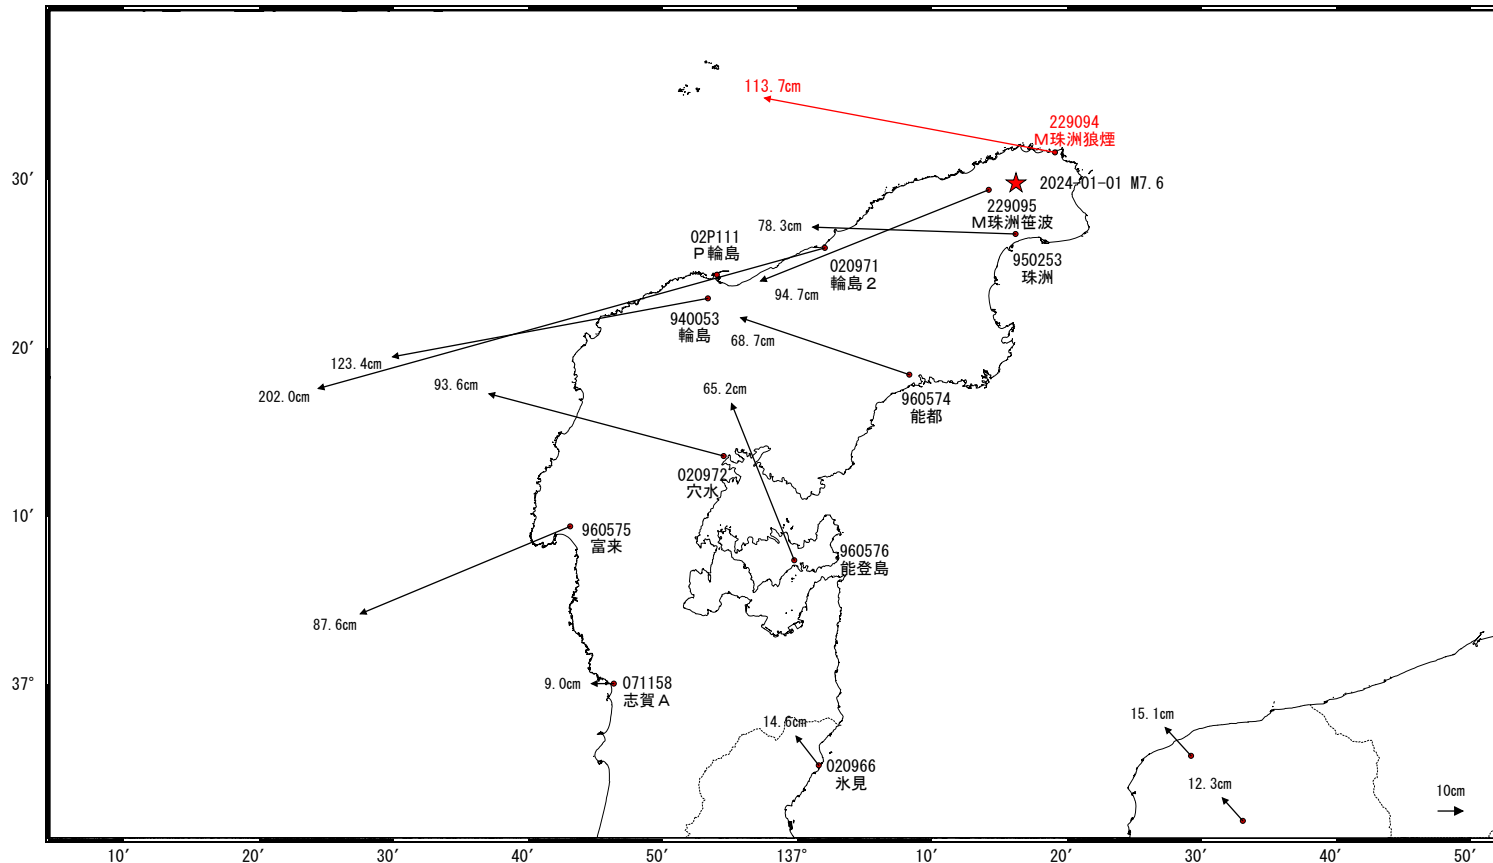 113.7cm
229094
M珠洲狼煙
30′
2024-01-01 M7.6
229095
M珠洲笹波
78.3cm
02P111
P輪島
950253
珠洲
020971
輪島2
94.7cm
940053
輪島
68.7cm
20′
123.4cm
202.0cm
93.6cm
65.2cm
960574
能都
020972
穴水
10′
960575
富来
960576
能登島
87.6cm
37°
9.0cm
071158
志賀A
14.6cm
15.1cm
020966
氷見
12.3cm
10cm
10′ 20′ 30′ 40′ 50′ 137° 10′ 20′ 30′ 40′ 50′